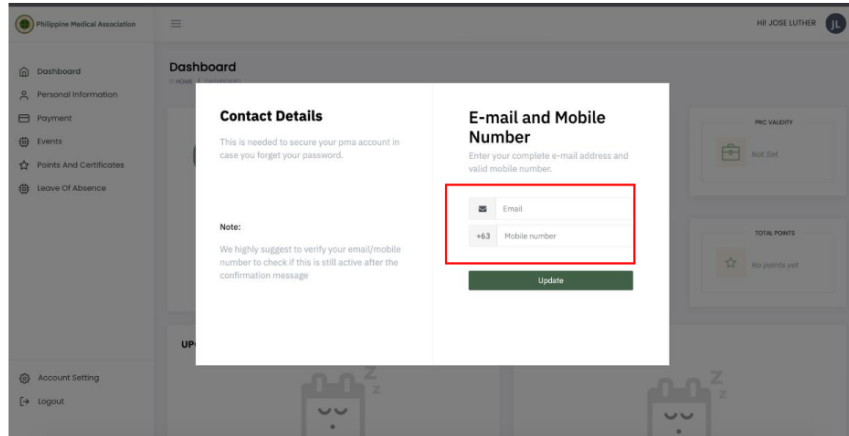 Philippine Medical Association
HI! JOSE LUTHER
JL
Dashboard
Personal Information
Payment
Events
Points And Certificates
Leave Of Absence
Account Setting
Logout
Dashboard
HOME
Contact Details
This is needed to secure your pma account in
case you forget your password.
Note:
We highly suggest to verify your email/mobile
number to check if this is still active after the
confirmation message
E-mail and Mobile
Number
Enter your complete e-mail address and
valid mobile number.
Email
+63 Mobile number
Update
PRC VALIDITY
Not Set
TOTAL POINTS
No points yet
UP
Z
z
Z
z